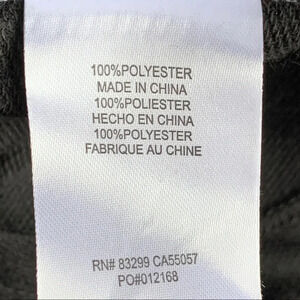 100%POLYESTER
MADE IN CHINA
100%POLIESTER
HECHO EN CHINA
100%POLYESTER
FABRIQUE AU CHINE
RN# 83299 CA55057
PO#012168